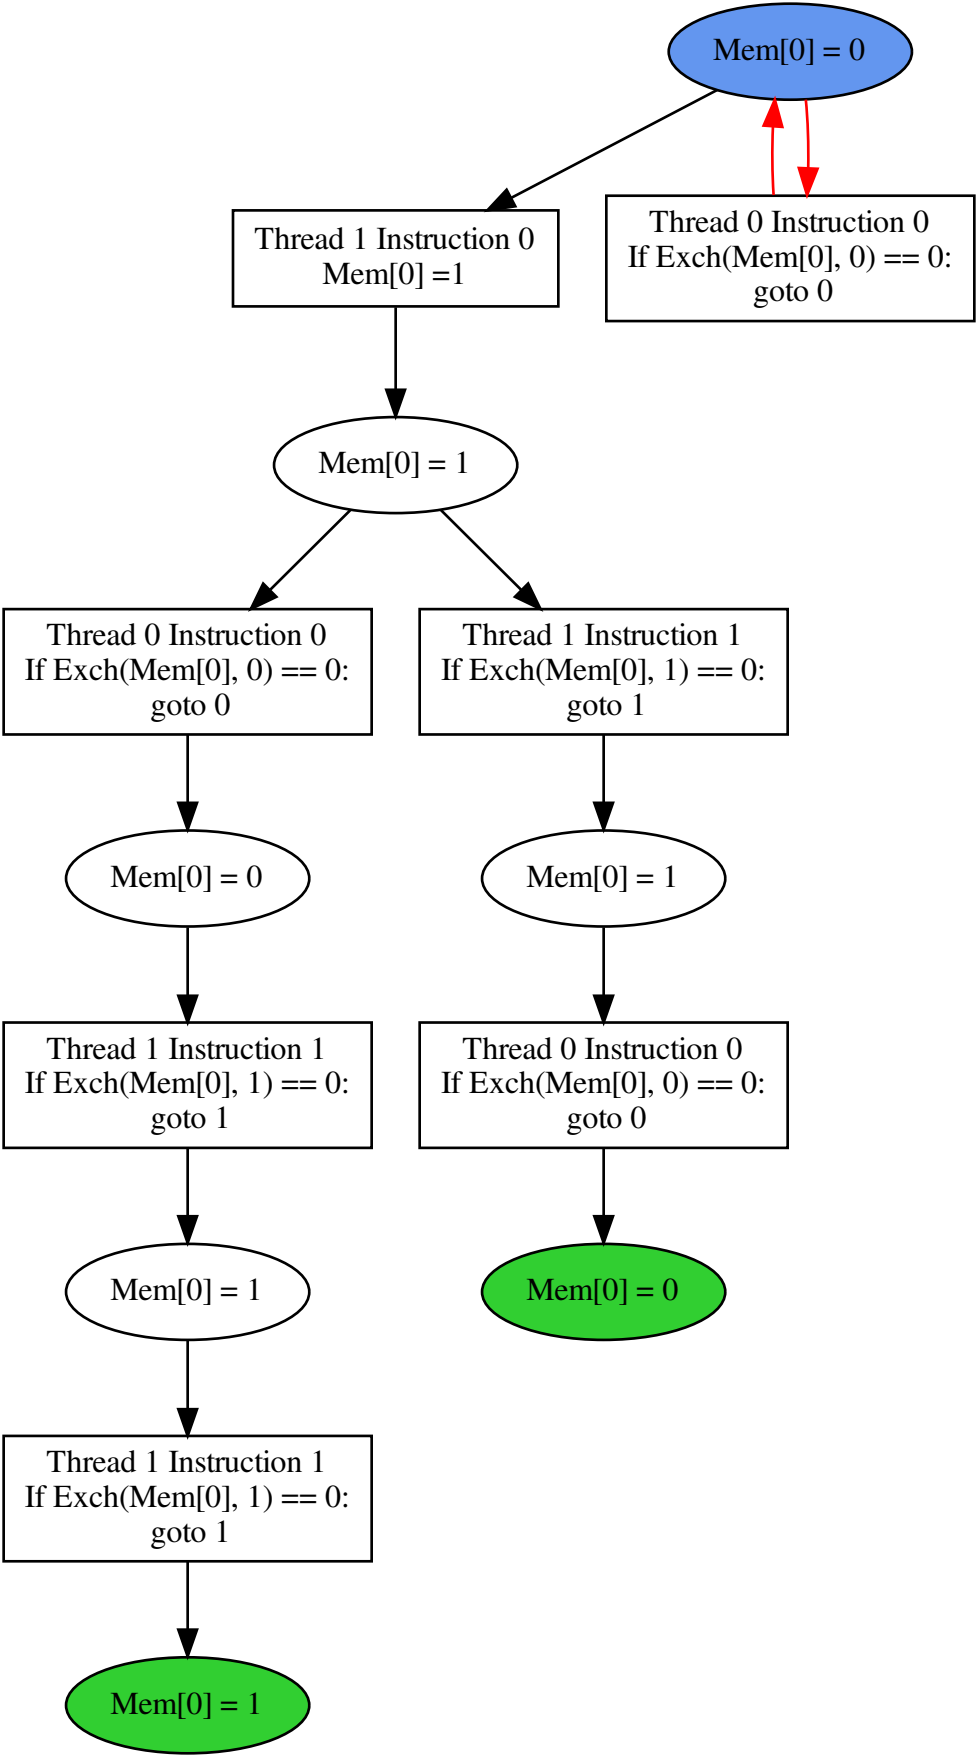 Mem[0] = 0
Thread 1 Instruction 0
Mem[0] =1
Thread 0 Instruction 0
If Exch(Mem[0], 0) == 0:
goto 0
Mem[0] = 1
Thread 0 Instruction 0
If Exch(Mem[0], 0) == 0:
goto 0
Thread 1 Instruction 1
If Exch(Mem[0], 1) == 0:
goto 1
Mem[0] = 0
Mem[0] = 1
Thread 1 Instruction 1
If Exch(Mem[0], 1) == 0:
goto 1
Thread 0 Instruction 0
If Exch(Mem[0], 0) == 0:
goto 0
Mem[0] = 1
Mem[0] = 0
Thread 1 Instruction 1
If Exch(Mem[0], 1) == 0:
goto 1
Mem[0] = 1